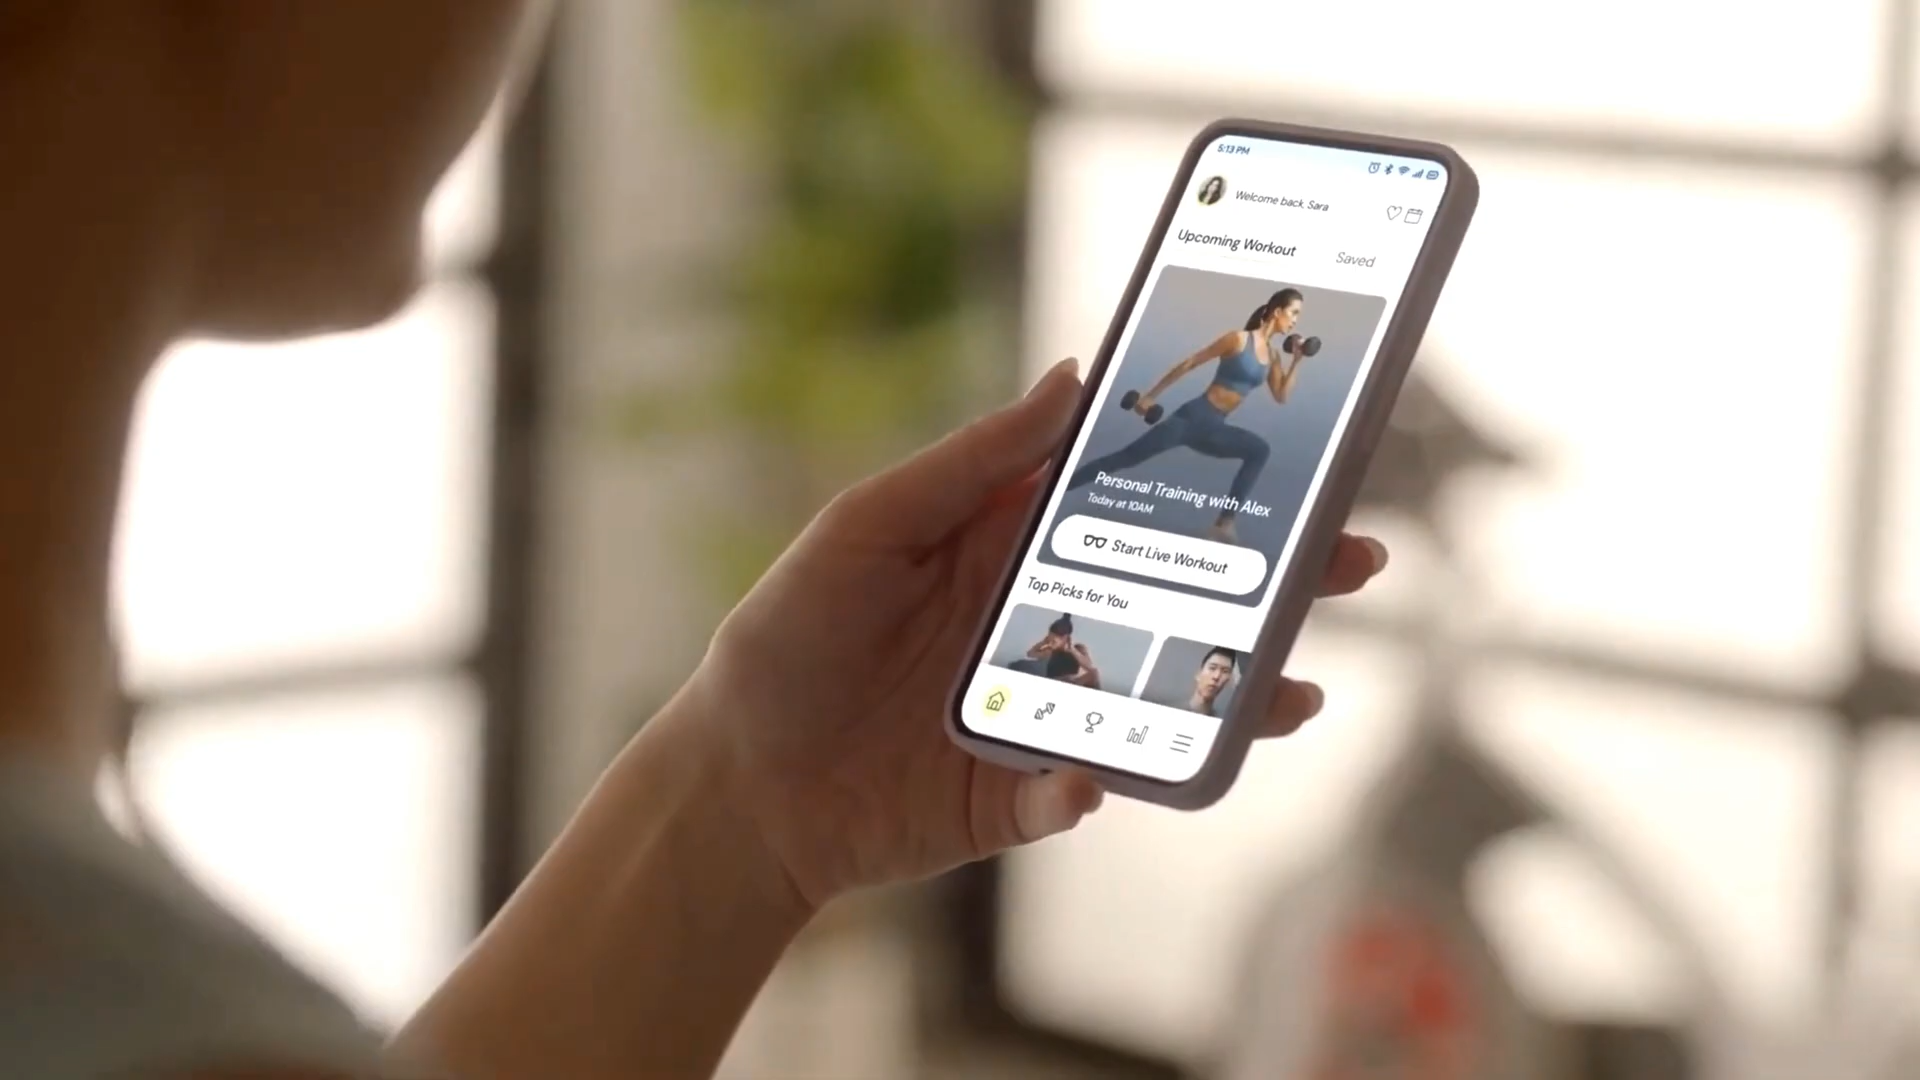 5:13 PM
Welcome back, Sara
Upcoming Workout
Saved
Personal Training with Alex
Today at 10AM
Start Live Workout
Top Picks for You